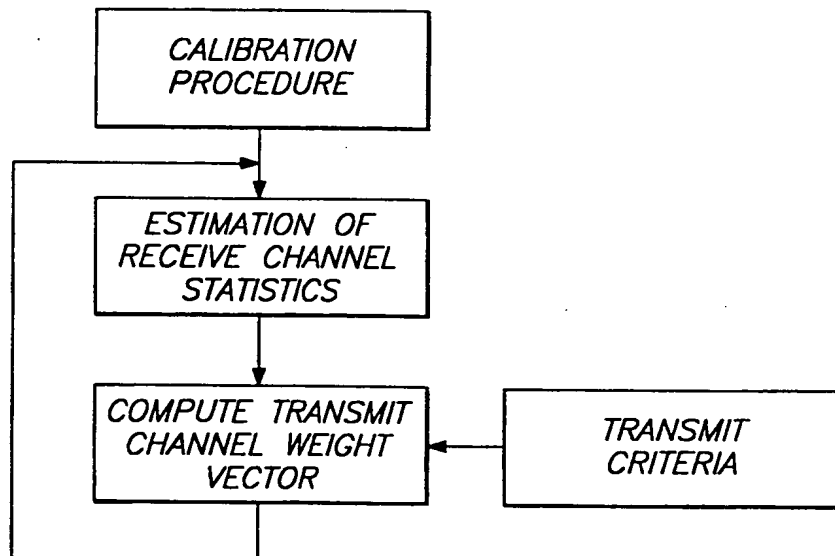 CALIBRATION
PROCEDURE
ESTIMATION OF
RECEIVE CHANNEL
STATISTICS
COMPUTE TRANSMIT
CHANNEL WEIGHT
VECTOR
TRANSMIT
CRITERIA